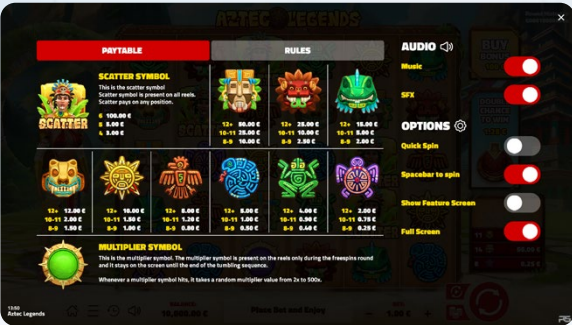 AZTEC LEGENDS
PAYTABLE
RULES
SCATTER SYMBOL
This is the scatter symbol
Scatter symbol is present on all reels.
Scatter pays on any position.
6 100.00 €
5 5.00 €
4 3.00 €
SCATTER
12+ 50.00 €
10-11 25.00 €
8-9 10.00 €
12+ 25.00 €
10-11 10.00 €
8-9 2.50 €
12+ 15.00 €
10-11 5.00 €
8-9 2.00 €
12+ 12.00 €
10-11 2.00 €
8-9 1.50 €
12+ 10.00 €
10-11 1.50 €
8-9 1.00 €
12+ 8.00 €
10-11 1.20 €
8-9 0.80 €
12+ 5.00 €
10-11 1.00 €
8-9 0.50 €
12+ 4.00 €
10-11 0.90 €
8-9 0.40 €
12+ 2.00 €
10-11 0.75 €
8-9 0.25 €
MULTIPLIER SYMBOL
This is the multiplier symbol. The multiplier symbol is present on the reels only during the freespins round
and it stays on the screen until the end of the tumbling sequence.
Whenever a multiplier symbol hits, it takes a random multiplier value from 2x to 500x.
AUDIO
Music
SFX
OPTIONS
Quick Spin
Spacebar to spin
Show Feature Screen
Full Screen
BUY
13:50
Aztec Legends
BALANCE
10,000.00 €
Place Bet and Enjoy
BET
1.00 €